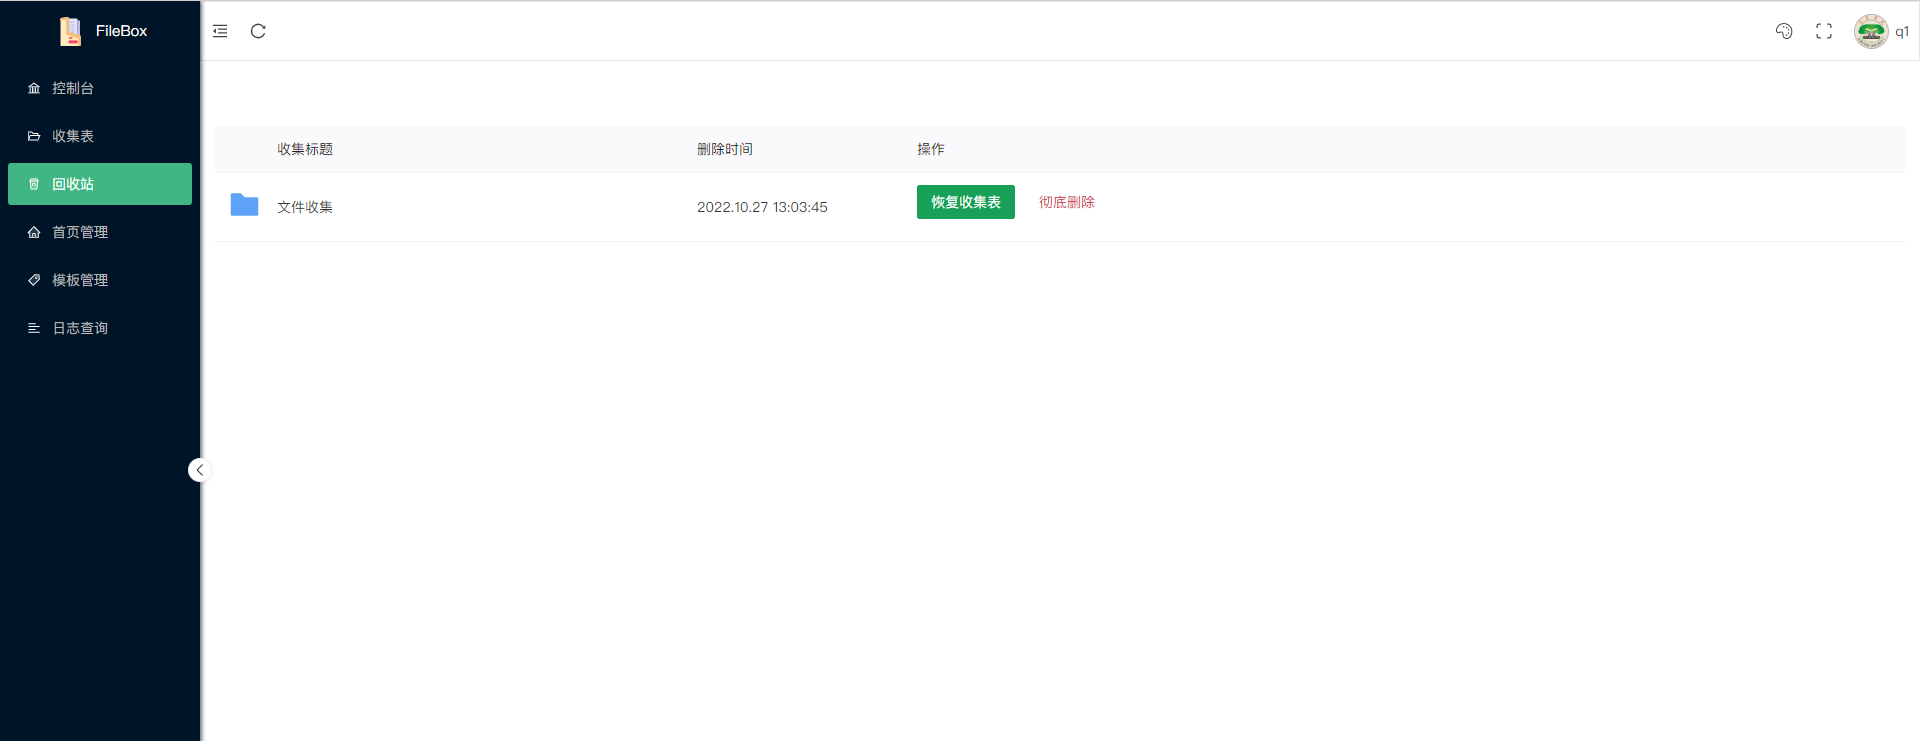 FileBox
q1
控制台
收集表
回收站
首页管理
模板管理
日志查询
收集标题 删除时间 操作
文件收集 2022.10.27 13:03:45 恢复收集表 彻底删除